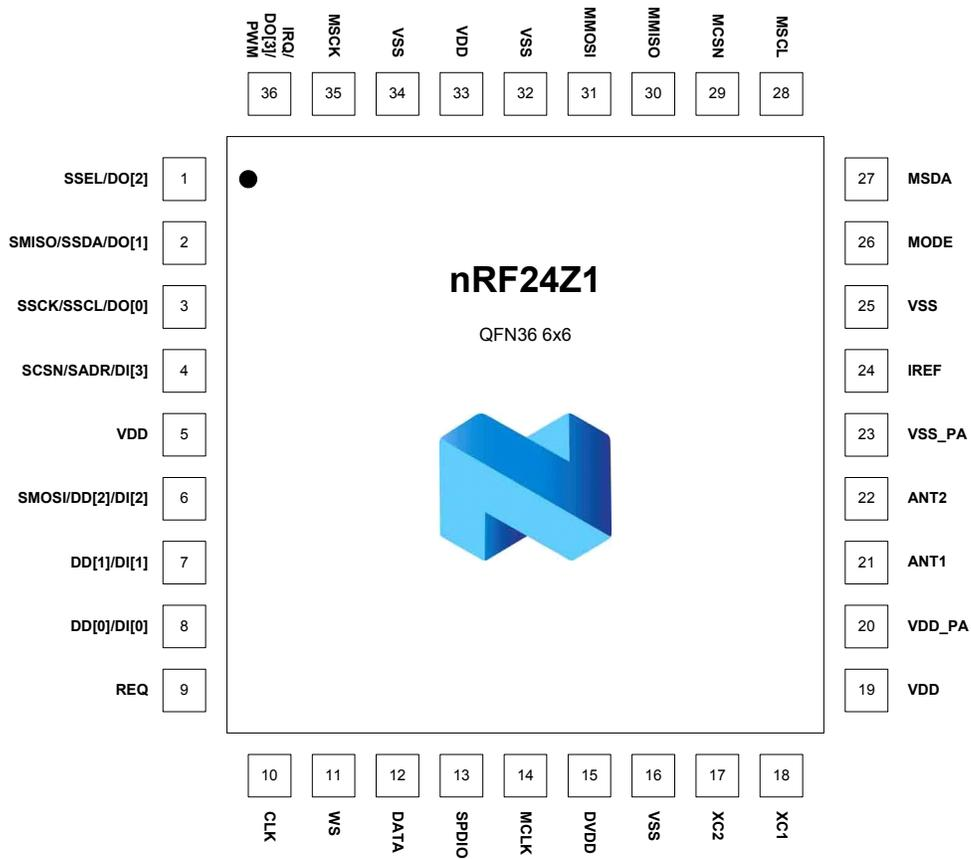 IRQ/
DO[3]/
PWM
MSCK
VSS
VDD
VSS
MMOSI
MMISO
MCSN
MSCL
36
35
34
33
32
31
30
29
28
SSEL/DO[2] 1
SMISO/SSDA/DO[1] 2
SSCK/SSCL/DO[0] 3
SCSN/SADR/DI[3] 4
VDD 5
SMOSI/DD[2]/DI[2] 6
DD[1]/DI[1] 7
DD[0]/DI[0] 8
REQ 9
nRF24Z1
QFN36 6x6
27 MSDA
26 MODE
25 VSS
24 IREF
23 VSS_PA
22 ANT2
21 ANT1
20 VDD_PA
19 VDD
10
11
12
13
14
15
16
17
18
CLK
WS
DATA
SPDIO
MCLK
DVDD
VSS
XC2
XC1